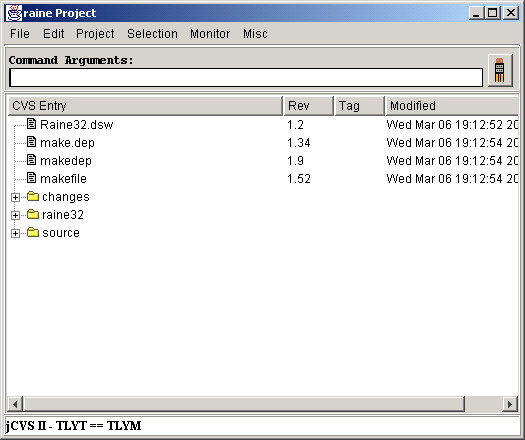 raine Project
File Edit Project Selection Monitor Misc
Command Arguments:
CVS Entry Rev Tag Modified
Raine32.dsw 1.2 Wed Mar 06 19:12:52 20
make.dep 1.34 Wed Mar 06 19:12:54 20
makedep 1.9 Wed Mar 06 19:12:54 20
makefile 1.52 Wed Mar 06 19:12:54 20
changes
raine32
source
jCVS II - TLYT == TLYM